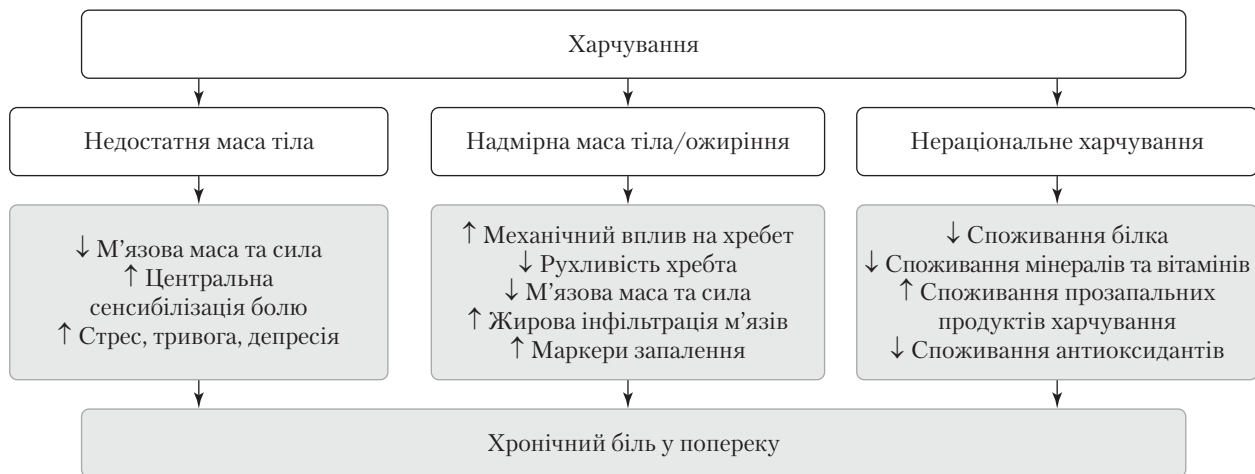 Харчування
Недостатня маса тіла
Надмірна маса тіла/ожиріння
Нераціональне харчування
↓ М’язова маса та сила
↑ Центральна
сенсибілізація болю
↑ Стрес, тривога, депресія
↑ Механічний вплив на хребет
↓ Рухливість хребта
↓ М’язова маса та сила
↑ Жирова інфільтрація м’язів
↑ Маркери запалення
↓ Споживання білка
↓ Споживання мінералів та вітамінів
↑ Споживання прозапальних
продуктів харчування
↓ Споживання антиоксидантів
Хронічний біль у попереку